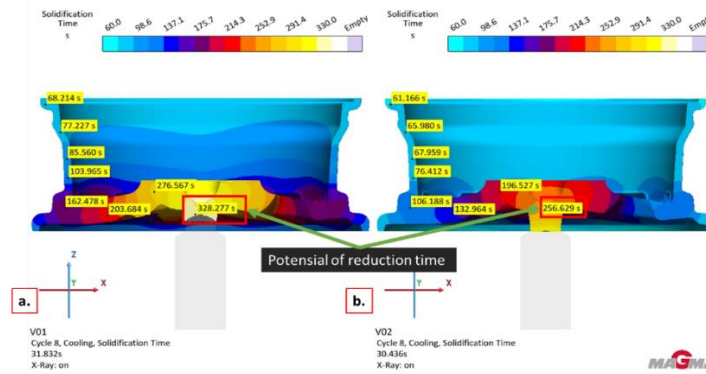 Solidification
Time
s
60.0 98.6 137.1 175.7 214.3 252.9 291.4 330.0 Empty
68.214 s
77.227 s
85.560 s
103.965 s
276.567 s
162.478 s
203.684 s
328.277 s
Z
Y
X
a.
V01
Cycle 8, Cooling, Solidification Time
31.832s
X-Ray: on
Solidification
Time
s
60.0 98.6 137.1 175.7 214.3 252.9 291.4 330.0 Empty
61.166 s
65.980 s
67.959 s
76.412 s
196.527 s
106.188 s
132.964 s
256.629 s
Potensial of reduction time
Y
X
b.
V02
Cycle 8, Cooling, Solidification Time
30.436s
X-Ray: on
MAGMA